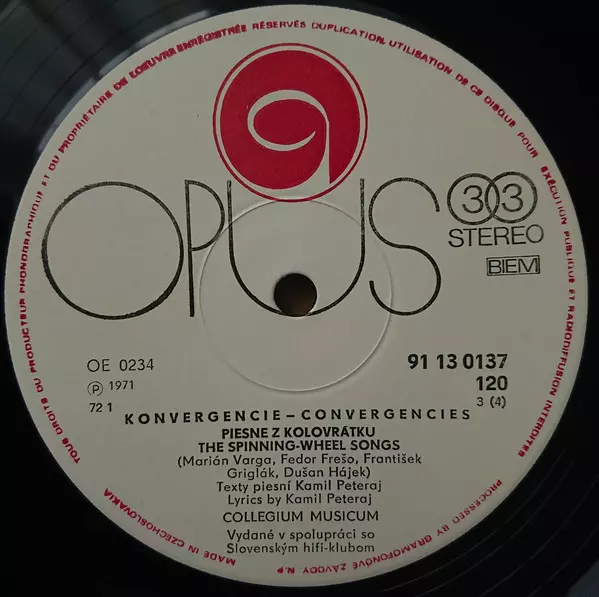 TOUS DROITS DU PRODUCTEUR PHONOGRAPHIQUE ET DU PROPRIÉTAIRE DE L'OEUVRE ENREGISTRÉE RÉSERVÉS DUPLICATION, UTILISATION DE CE DISQUE POUR EXÉCUTION PUBLIQUE ET RADIODIFFUSION INTERDITES
OPUS
33
STEREO
BIEM
OE 0234
91 13 0137
Ⓟ 1971
120
72 1
3 (4)
KONVERGENCIE – CONVERGENCIES
PIESNE Z KOLOVRÁTKU
THE SPINNING-WHEEL SONGS
(Marián Varga, Fedor Frešo, František
Griglák, Dušan Hájek)
Texty piesní Kamil Peteraj
Lyrics by Kamil Peteraj
COLLEGIUM MUSICUM
Vydané v spolupráci so
Slovenským hifi-klubom
MADE IN CZECHOSLOVAKIA
PROCESSED BY GRAMOFONOVÉ ZÁVODY N.P